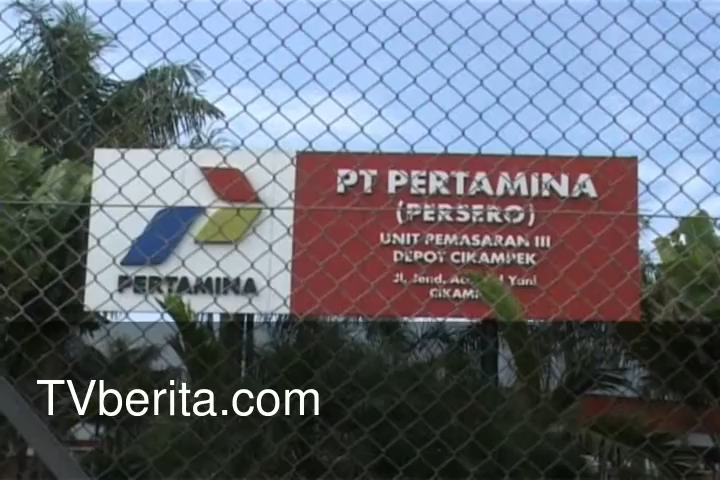 PT PERTAMINA
(PERSERO)
UNIT PEMASARAN III
DEPOT CIKAMPEK
Jl. Jend, Yani
PERTAMINA
TVberita.com